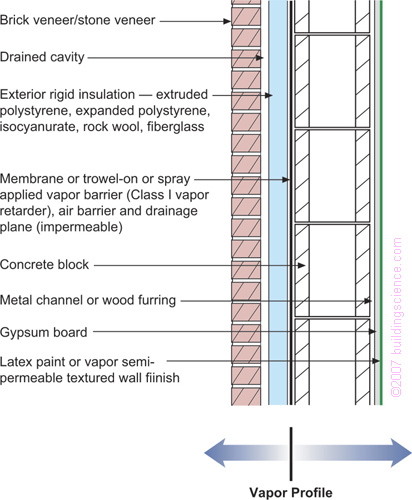 Brick veneer/stone veneer
Drained cavity
Exterior rigid insulation — extruded
polystyrene, expanded polystyrene,
isocyanurate, rock wool, fiberglass
Membrane or trowel-on or spray
applied vapor barrier (Class I vapor
retarder), air barrier and drainage
plane (impermeable)
Concrete block
Metal channel or wood furring
Gypsum board
Latex paint or vapor semi-
permeable textured wall fiinish
©2007 buildingscience.com
Vapor Profile